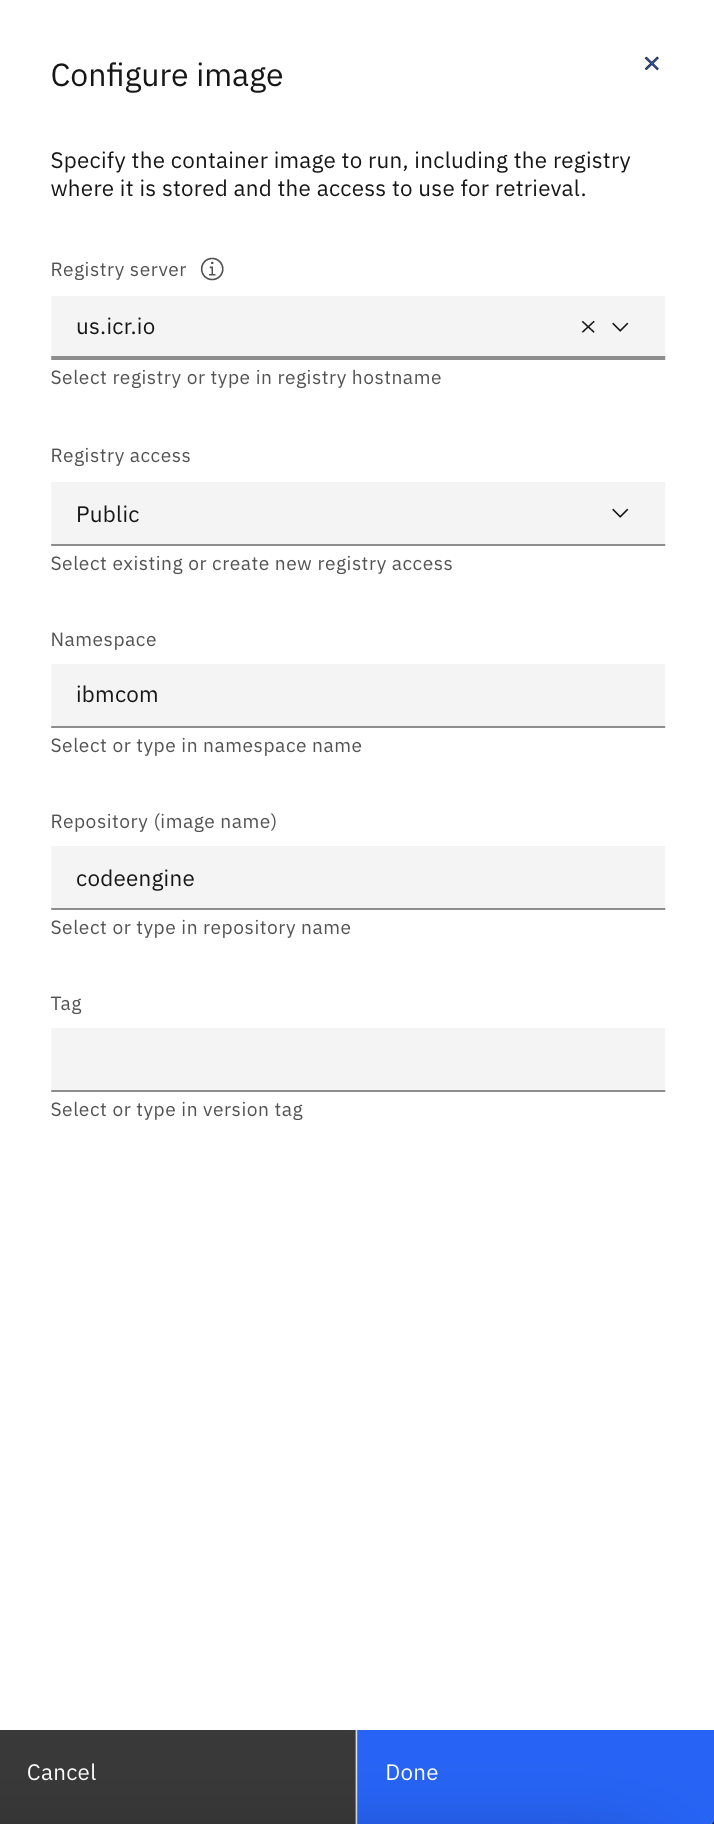 Configure image
Specify the container image to run, including the registry
where it is stored and the access to use for retrieval.
Registry server
us.icr.io
Select registry or type in registry hostname
Registry access
Public
Select existing or create new registry access
Namespace
ibmcom
Select or type in namespace name
Repository (image name)
codeengine
Select or type in repository name
Tag
Select or type in version tag
Cancel
Done